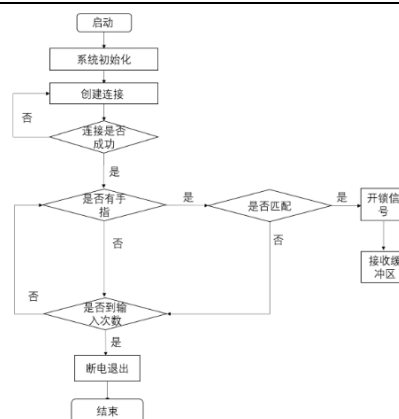 启动
系统初始化
创建连接
否
连接是否
成功
是
是否有手
指
是
是否匹配
是
开锁信
号
否
否
接收缓
冲区
否
是否到输
入次数
是
断电退出
结束